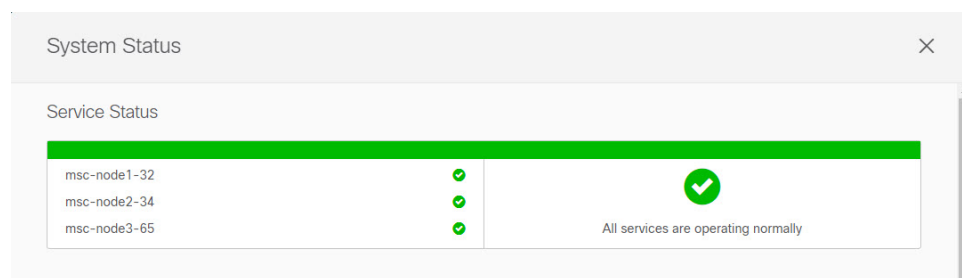 System Status
Service Status
msc-node1-32
msc-node2-34
msc-node3-65
All services are operating normally